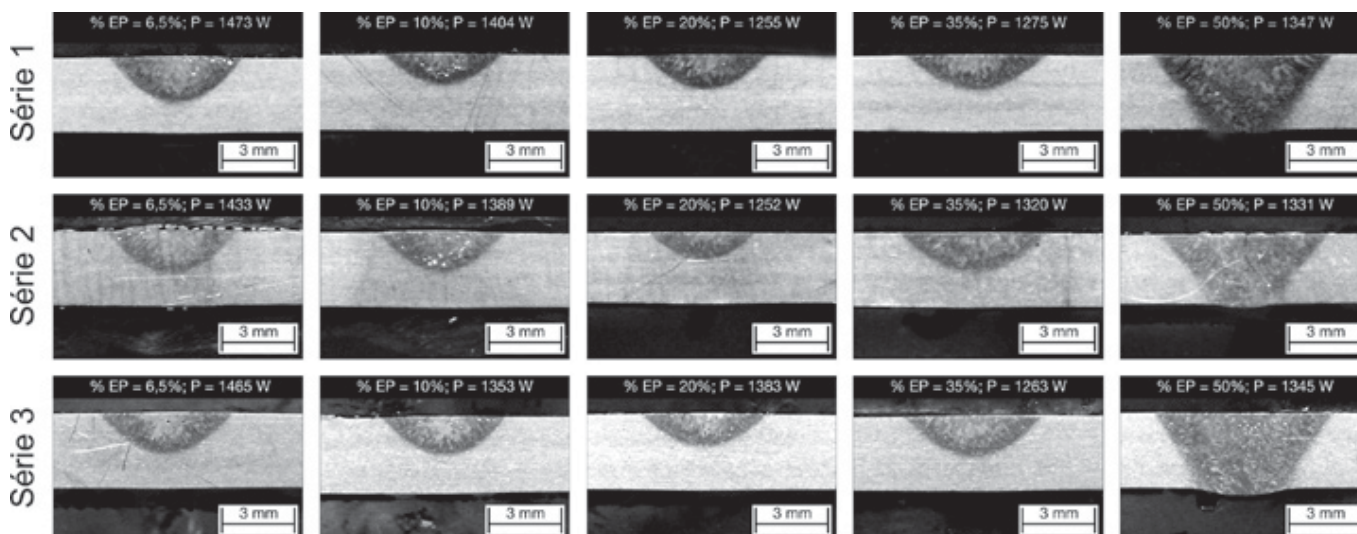 Série 1
% EP = 6,5%; P = 1473 W
% EP = 10%; P = 1404 W
% EP = 20%; P = 1255 W
% EP = 35%; P = 1275 W
% EP = 50%; P = 1347 W
3 mm
3 mm
3 mm
3 mm
3 mm
Série 2
% EP = 6,5%; P = 1433 W
% EP = 10%; P = 1389 W
% EP = 20%; P = 1252 W
% EP = 35%; P = 1320 W
% EP = 50%; P = 1331 W
3 mm
3 mm
3 mm
3 mm
3 mm
Série 3
% EP = 6,5%; P = 1465 W
% EP = 10%; P = 1353 W
% EP = 20%; P = 1383 W
% EP = 35%; P = 1263 W
% EP = 50%; P = 1345 W
3 mm
3 mm
3 mm
3 mm
3 mm